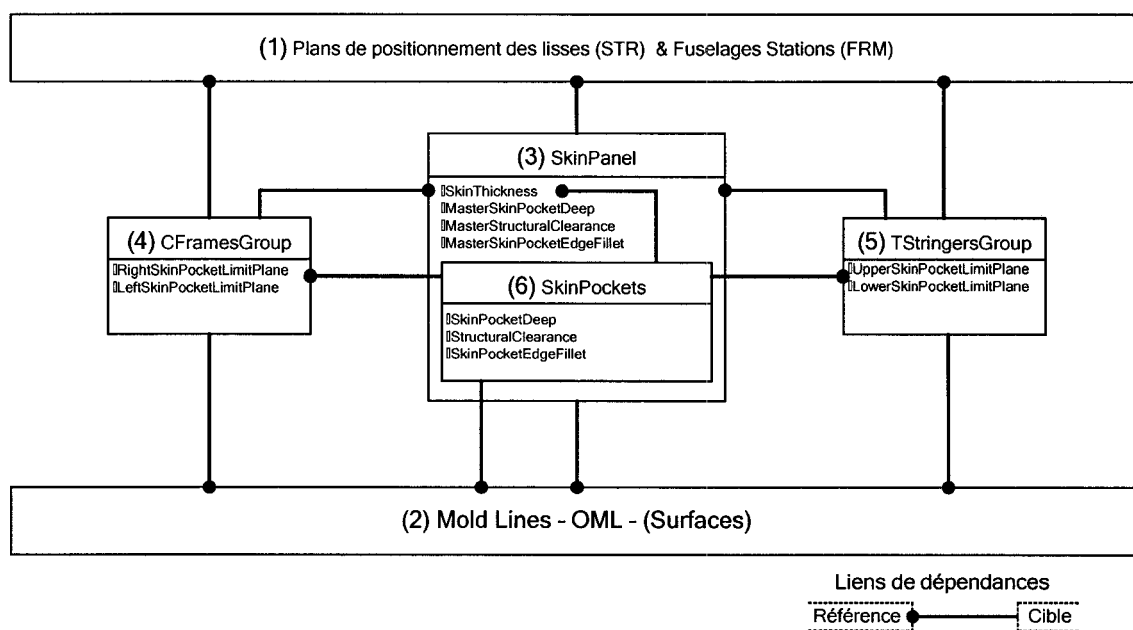 (1) Plans de positionnement des lisses (STR) & Fuselages Stations (FRM)
(3) SkinPanel
SkinThickness
MasterSkinPocketDeep
MasterStructuralClearance
MasterSkinPocketEdgeFillet
(4) CFramesGroup
RightSkinPocketLimitPlane
LeftSkinPocketLimitPlane
(5) TStringersGroup
UpperSkinPocketLimitPlane
LowerSkinPocketLimitPlane
(6) SkinPockets
SkinPocketDeep
StructuralClearance
SkinPocketEdgeFillet
(2) Mold Lines - OML - (Surfaces)
Liens de dépendances
Référence
Cible